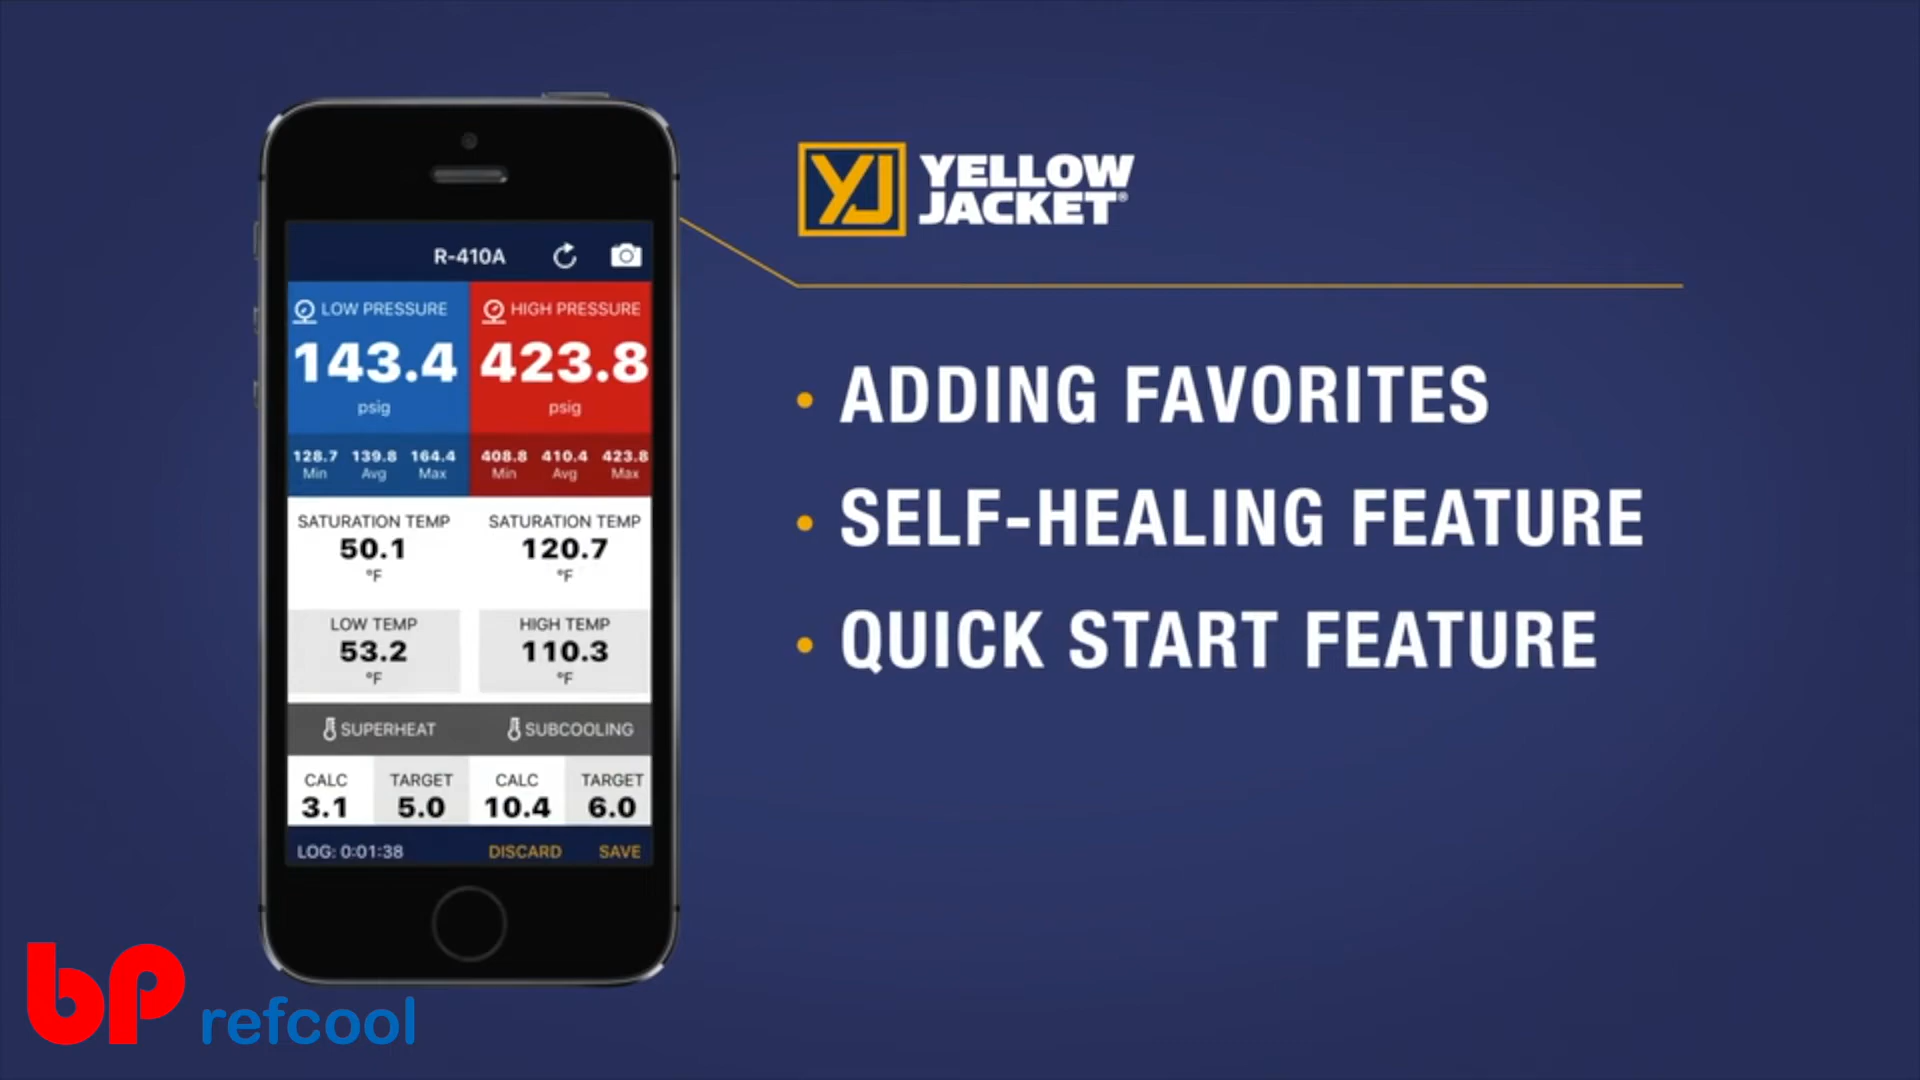 YJ YELLOW
JACKET®
R-410A
LOW PRESSURE HIGH PRESSURE
143.4 423.8
psig psig
128.7 139.8 164.4 408.8 410.4 423.8
Min Avg Max Min Avg Max
SATURATION TEMP SATURATION TEMP
50.1 120.7
°F °F
LOW TEMP HIGH TEMP
53.2 110.3
°F °F
SUPERHEAT SUBCOOLING
CALC TARGET CALC TARGET
3.1 5.0 10.4 6.0
LOG: 0:01:38 DISCARD SAVE
• ADDING FAVORITES
• SELF-HEALING FEATURE
• QUICK START FEATURE
bp refcool